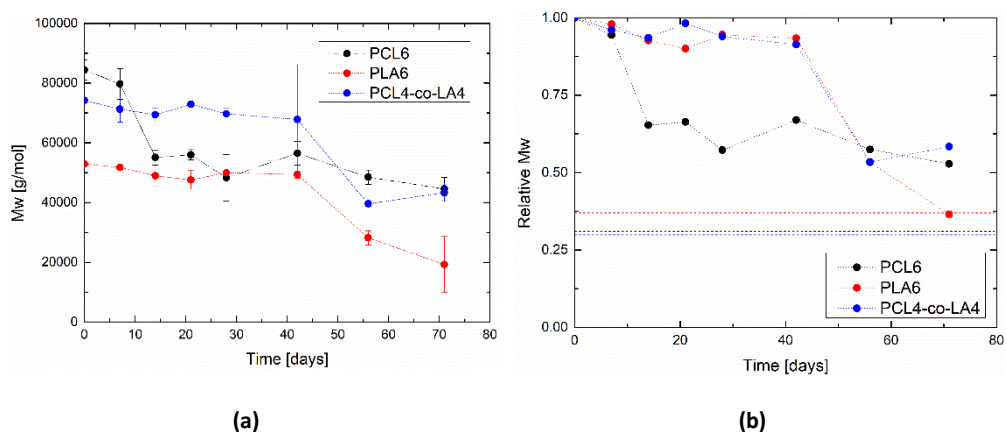 100000
80000
60000
40000
20000
0
Mw [g/mol]
PCL6
PLA6
PCL4-co-LA4
0 10 20 30 40 50 60 70 80
Time [days]
(a)
1.00
0.75
0.50
0.25
0.00
Relative Mw
PCL6
PLA6
PCL4-co-LA4
0 20 40 60 80
Time [days]
(b)